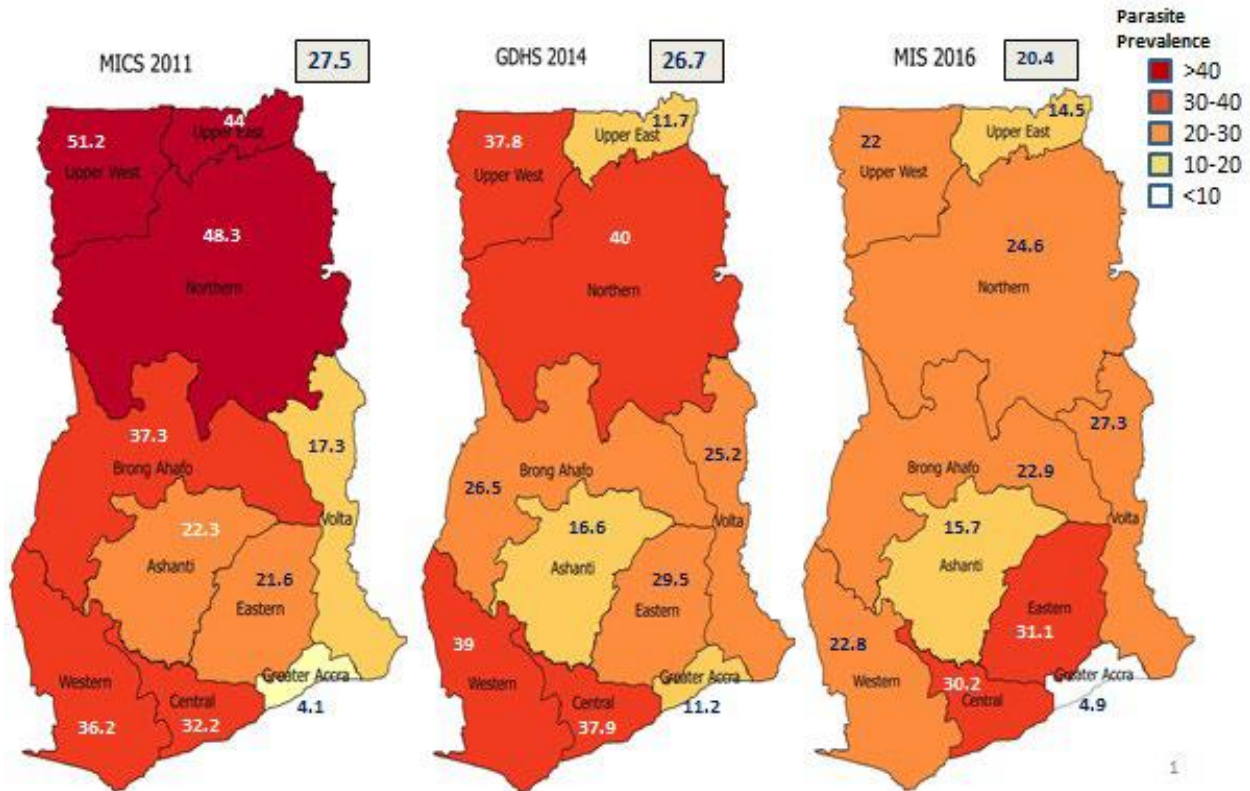 Parasite
Prevalence
>40
30-40
20-30
10-20
<10
MICS 2011
27.5
44
Upper East
51.2
Upper West
48.3
Northern
37.3
Brong Ahafo
17.3
Volta
22.3
Ashanti
21.6
Eastern
Western
36.2
Central
32.2
Greater Accra
4.1
GDHS 2014
26.7
11.7
Upper East
37.8
Upper West
40
Northern
Brong Ahafo
26.5
25.2
Volta
16.6
Ashanti
29.5
Eastern
39
Western
Central
37.9
Greater Accra
11.2
MIS 2016
20.4
14.5
Upper East
22
Upper West
24.6
Northern
27.3
Brong Ahafo
22.9
Volta
15.7
Ashanti
Eastern
31.1
22.8
Western
30.2
Central
Greater Accra
4.9
1